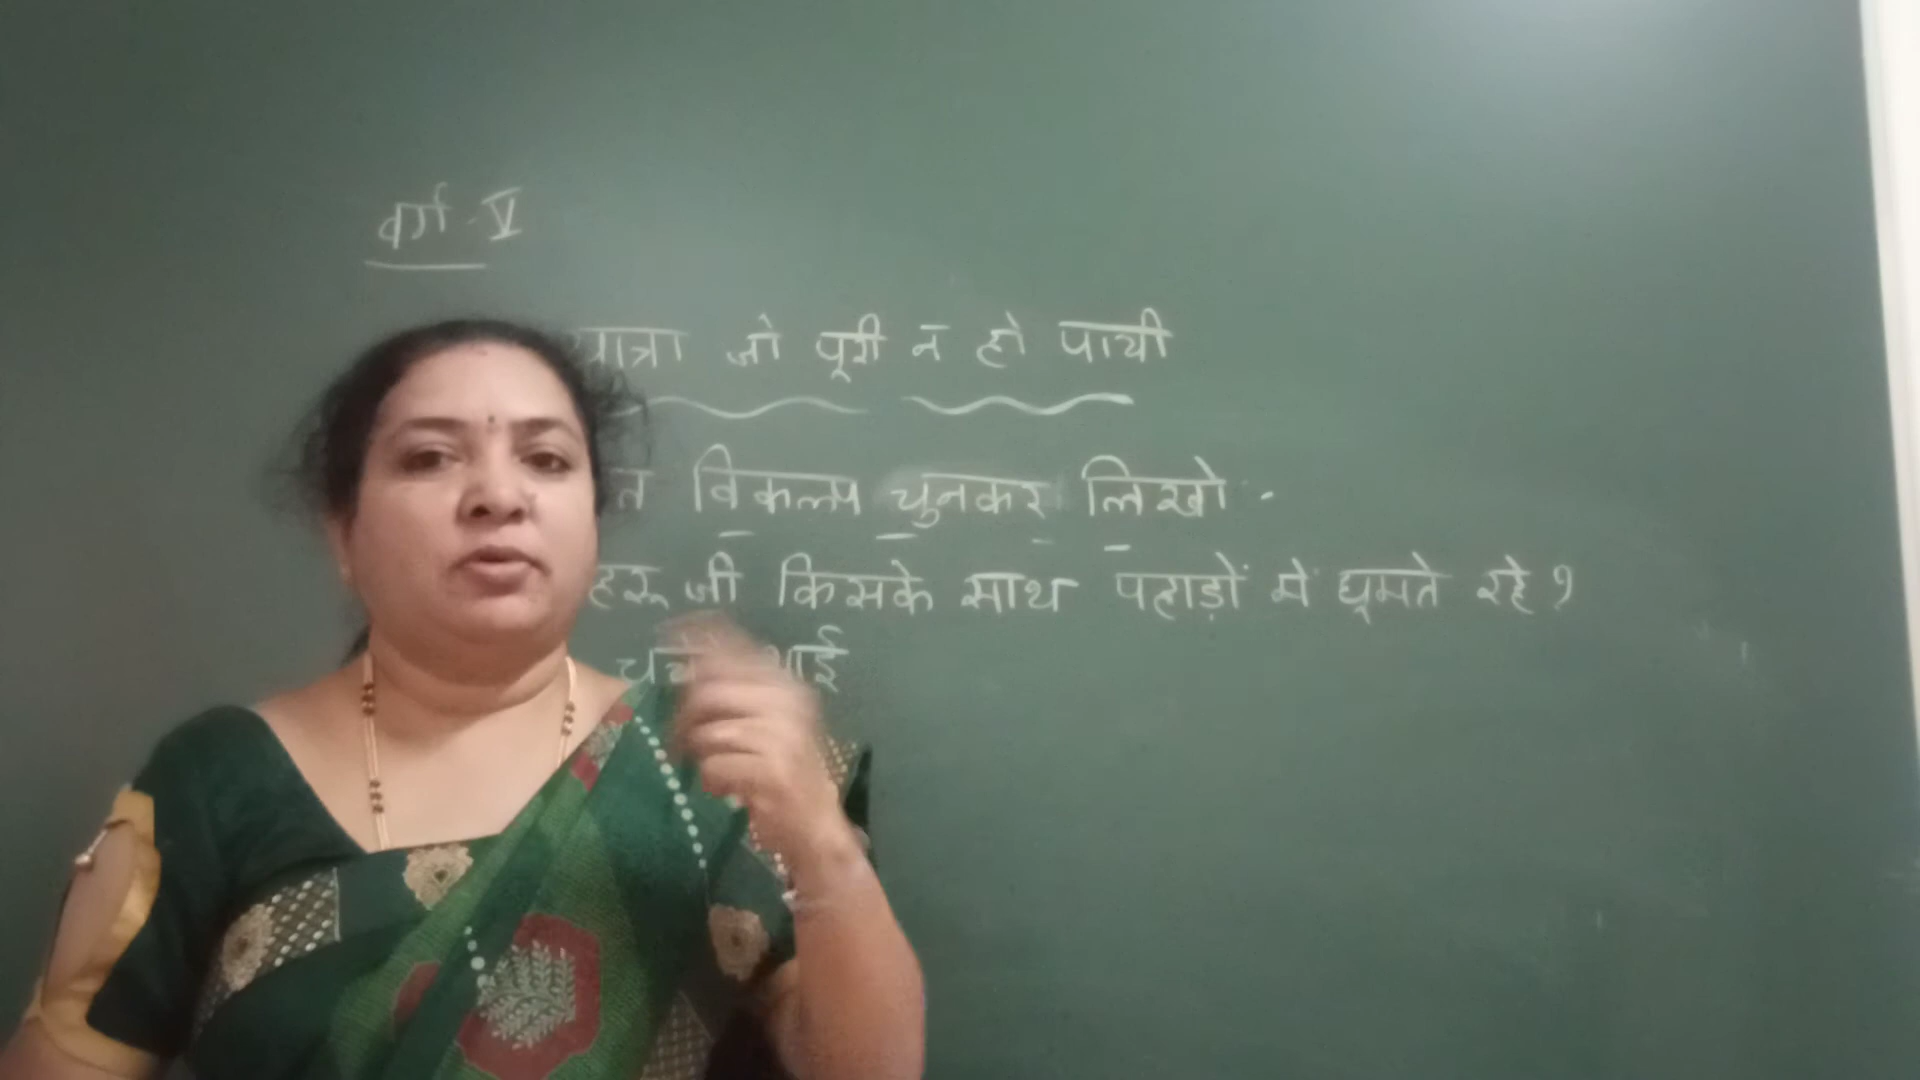 वर्ग - V
यात्रा जो पूरी न हो पायी
विकल्प चुनकर लिखो .
जी किसके साथ पहाड़ों में घूमते रहे ?
भाई